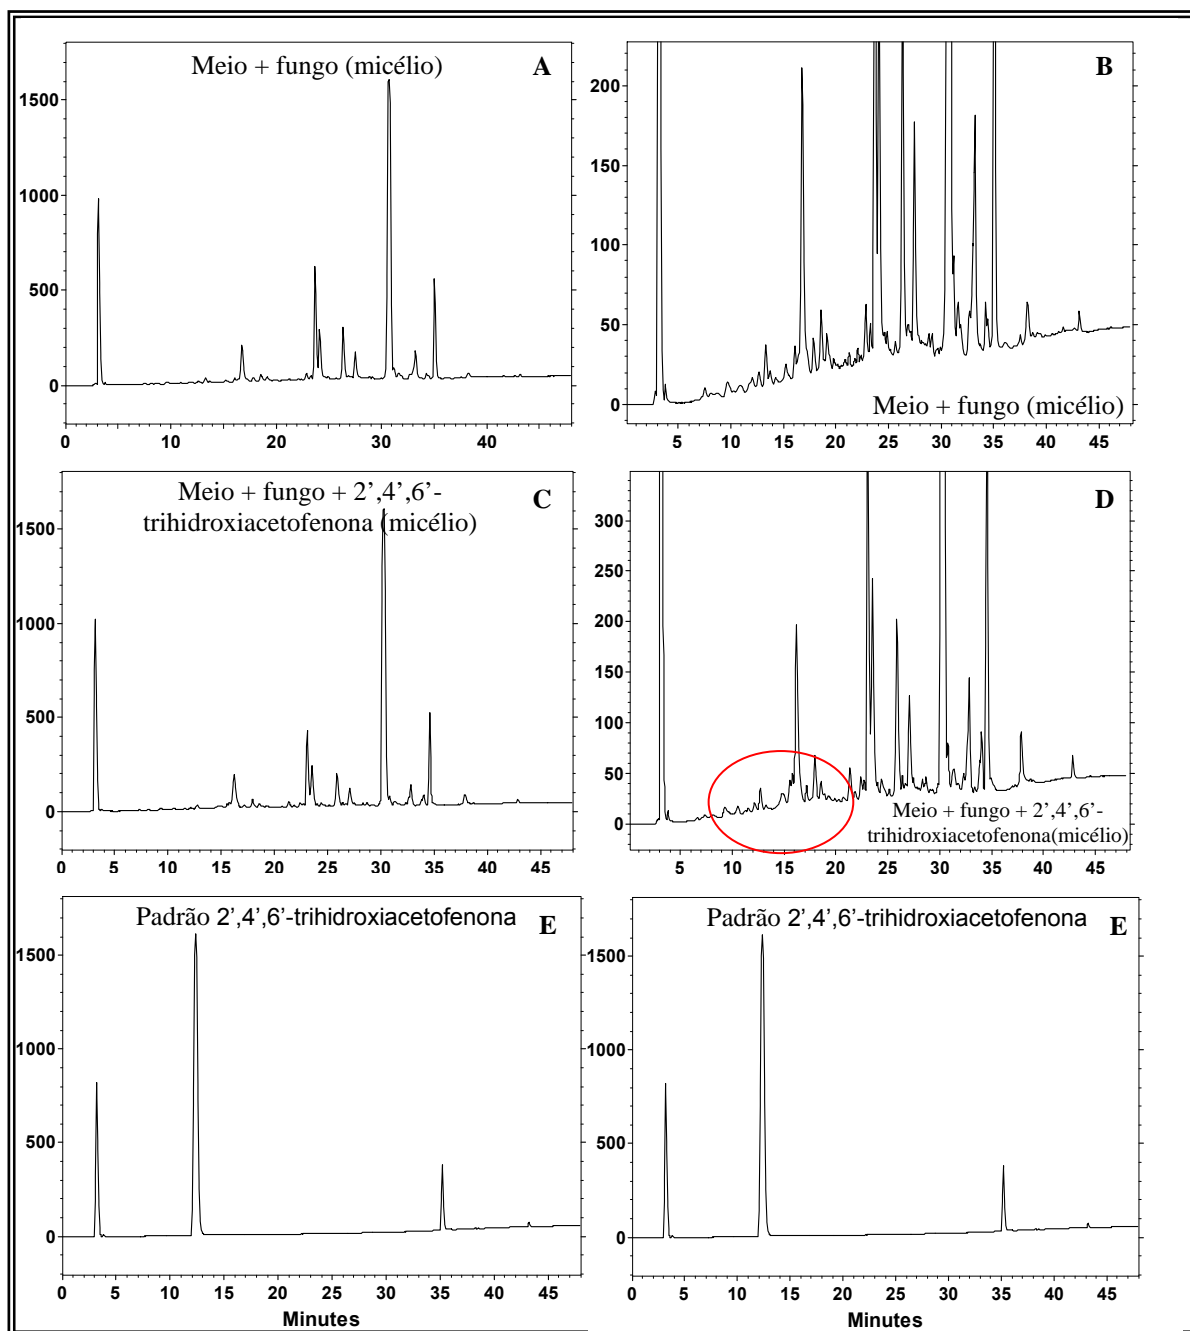 Meio + fungo (micélio) A
1500
1000
500
0
0 10 20 30 40
B
200
150
100
50
0
Meio + fungo (micélio)
5 10 15 20 25 30 35 40 45
Meio + fungo + 2’,4’,6’- C
trihidroxiacetofenona (micélio)
1500
1000
500
0
0 5 10 15 20 25 30 35 40 45
D
300
250
200
150
100
50
0
Meio + fungo + 2’,4’,6’-
trihidroxiacetofenona(micélio)
5 10 15 20 25 30 35 40 45
Padrão 2’,4’,6’-trihidroxiacetofenona E
1500
1000
500
0
0 5 10 15 20 25 30 35 40 45
Minutes
Padrão 2’,4’,6’-trihidroxiacetofenona E
1500
1000
500
0
0 5 10 15 20 25 30 35 40 45
Minutes